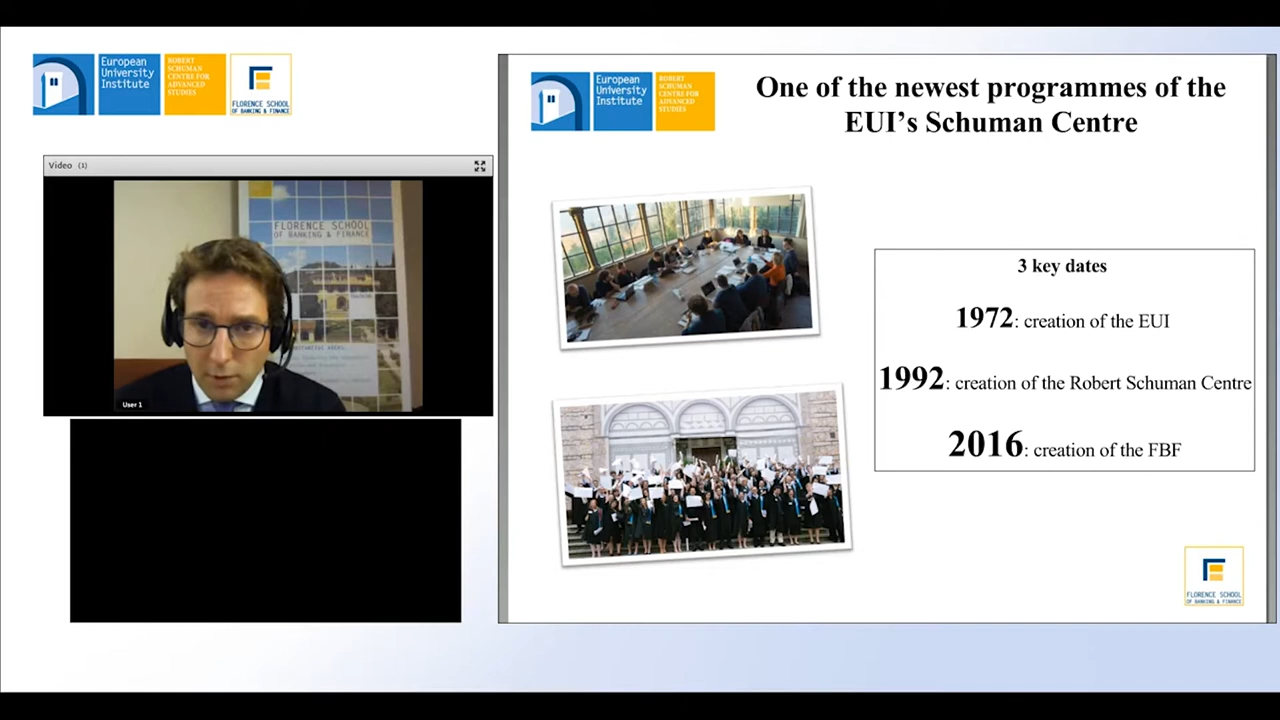 European
University
Institute
ROBERT
SCHUMAN
CENTRE FOR
ADVANCED
STUDIES
FLORENCE SCHOOL
OF BANKING & FINANCE
Video (1)
FLORENCE SCHOOL
OF BANKING & FINANCE
User 1
European
University
Institute
ROBERT
SCHUMAN
CENTRE FOR
ADVANCED
STUDIES
One of the newest programmes of the
EUI's Schuman Centre
3 key dates
1972: creation of the EUI
1992: creation of the Robert Schuman Centre
2016: creation of the FBF
FLORENCE SCHOOL
OF BANKING & FINANCE